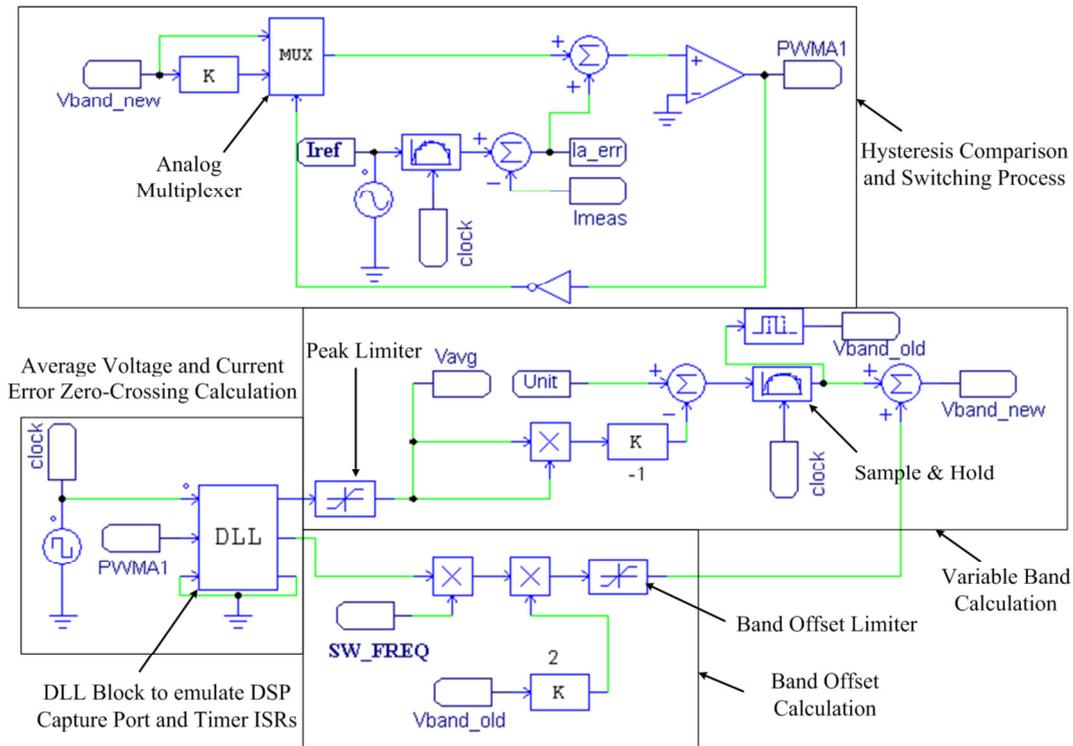 MUX
PWMA1
K
Vband_new
Iref
Ia_err
Analog
Multiplexer
Imeas
clock
Hysteresis Comparison
and Switching Process
Average Voltage and Current
Error Zero-Crossing Calculation
Peak Limiter
Vavg
Unit
Vband_old
Vband_new
K
-1
clock
Sample & Hold
clock
DLL
PWMA1
Variable Band
Calculation
SW_FREQ
Band Offset Limiter
2
K
Vband_old
Band Offset
Calculation
DLL Block to emulate DSP
Capture Port and Timer ISRs